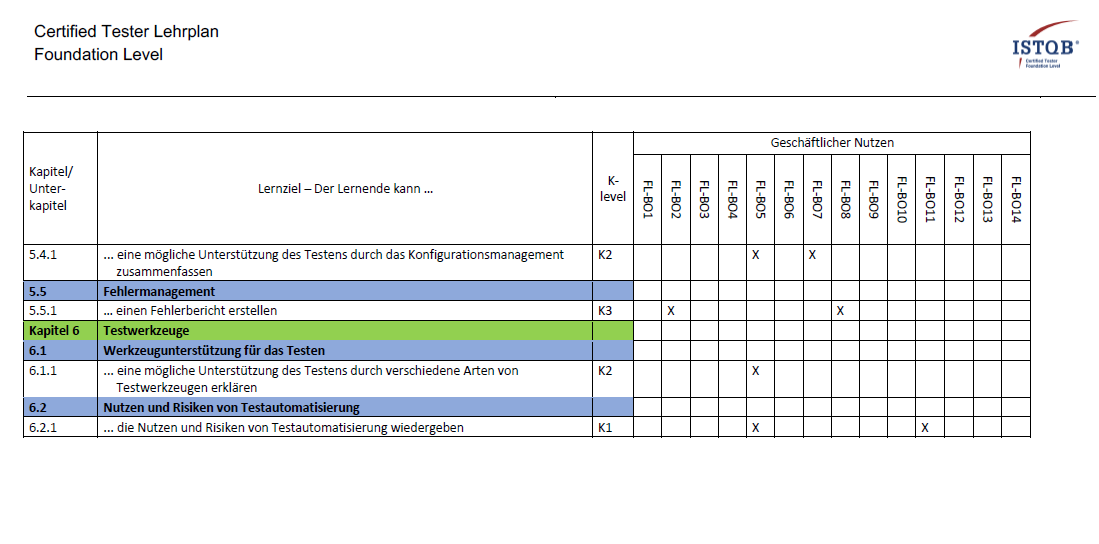 Certified Tester Lehrplan
Foundation Level
ISTQB®
Certified Tester
Foundation Level
Geschäftlicher Nutzen
Kapitel/
Unter-
kapitel
Lernziel – Der Lernende kann ...
K-
level
FL-BO1
FL-BO2
FL-BO3
FL-BO4
FL-BO5
FL-BO6
FL-BO7
FL-BO8
FL-BO9
FL-BO10
FL-BO11
FL-BO12
FL-BO13
FL-BO14
5.4.1 ... eine mögliche Unterstützung des Testens durch das Konfigurationsmanagement K2 X X
zusammenfassen
5.5 Fehlermanagement
5.5.1 ... einen Fehlerbericht erstellen K3 X X
Kapitel 6 Testwerkzeuge
6.1 Werkzeugunterstützung für das Testen
6.1.1 ... eine mögliche Unterstützung des Testens durch verschiedene Arten von K2 X
Testwerkzeugen erklären
6.2 Nutzen und Risiken von Testautomatisierung
6.2.1 ... die Nutzen und Risiken von Testautomatisierung wiedergeben K1 X X